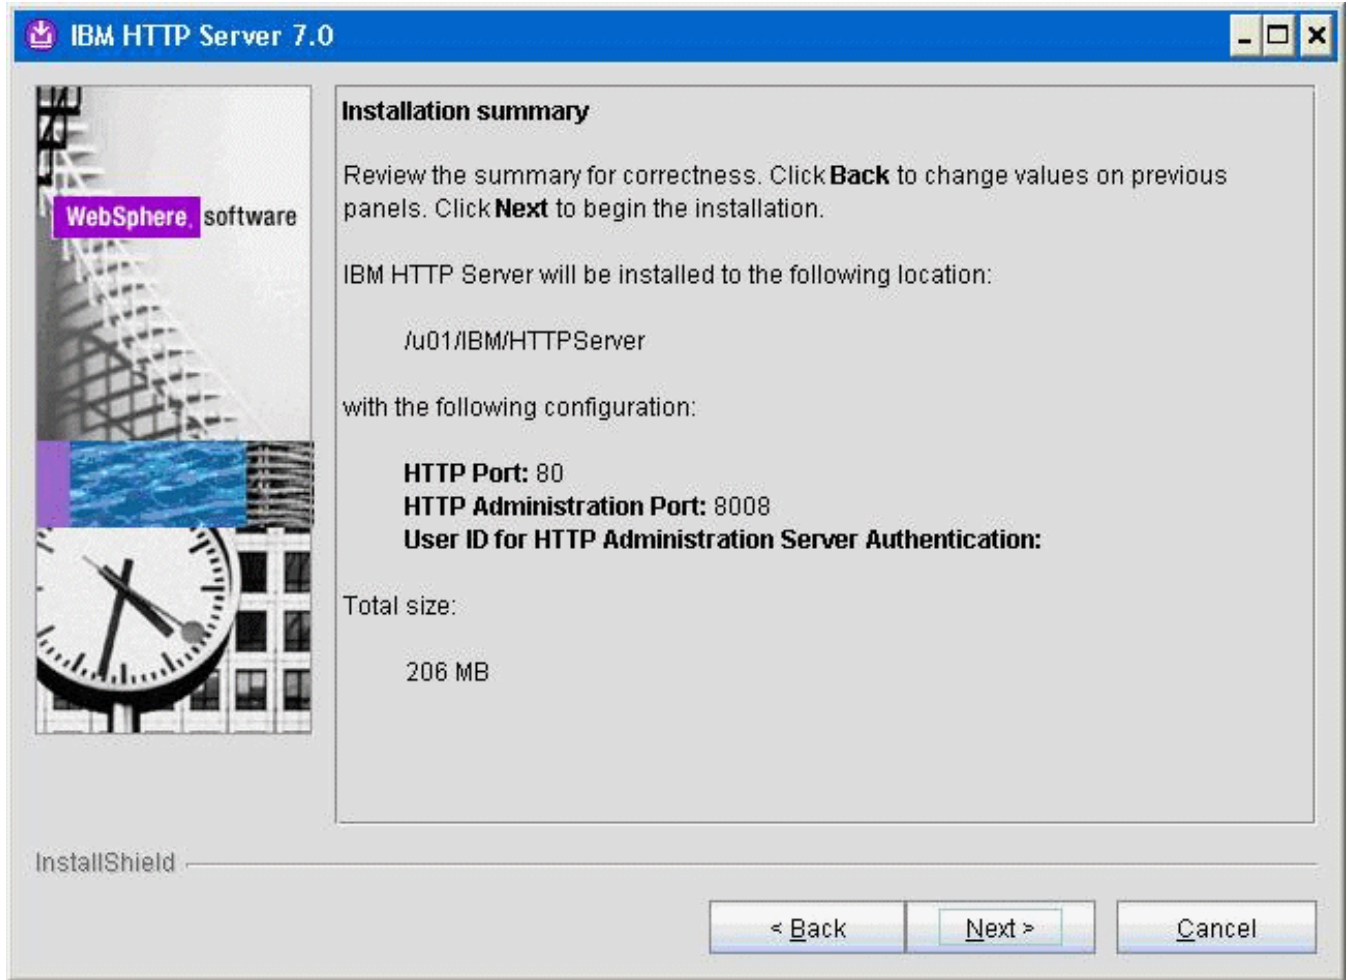 IBM HTTP Server 7.0
WebSphere. software
Installation summary
Review the summary for correctness. Click Back to change values on previous
panels. Click Next to begin the installation.
IBM HTTP Server will be installed to the following location:
/u01/IBM/HTTPServer
with the following configuration:
HTTP Port: 80
HTTP Administration Port: 8008
User ID for HTTP Administration Server Authentication:
Total size:
206 MB
InstallShield
< Back
Next >
Cancel